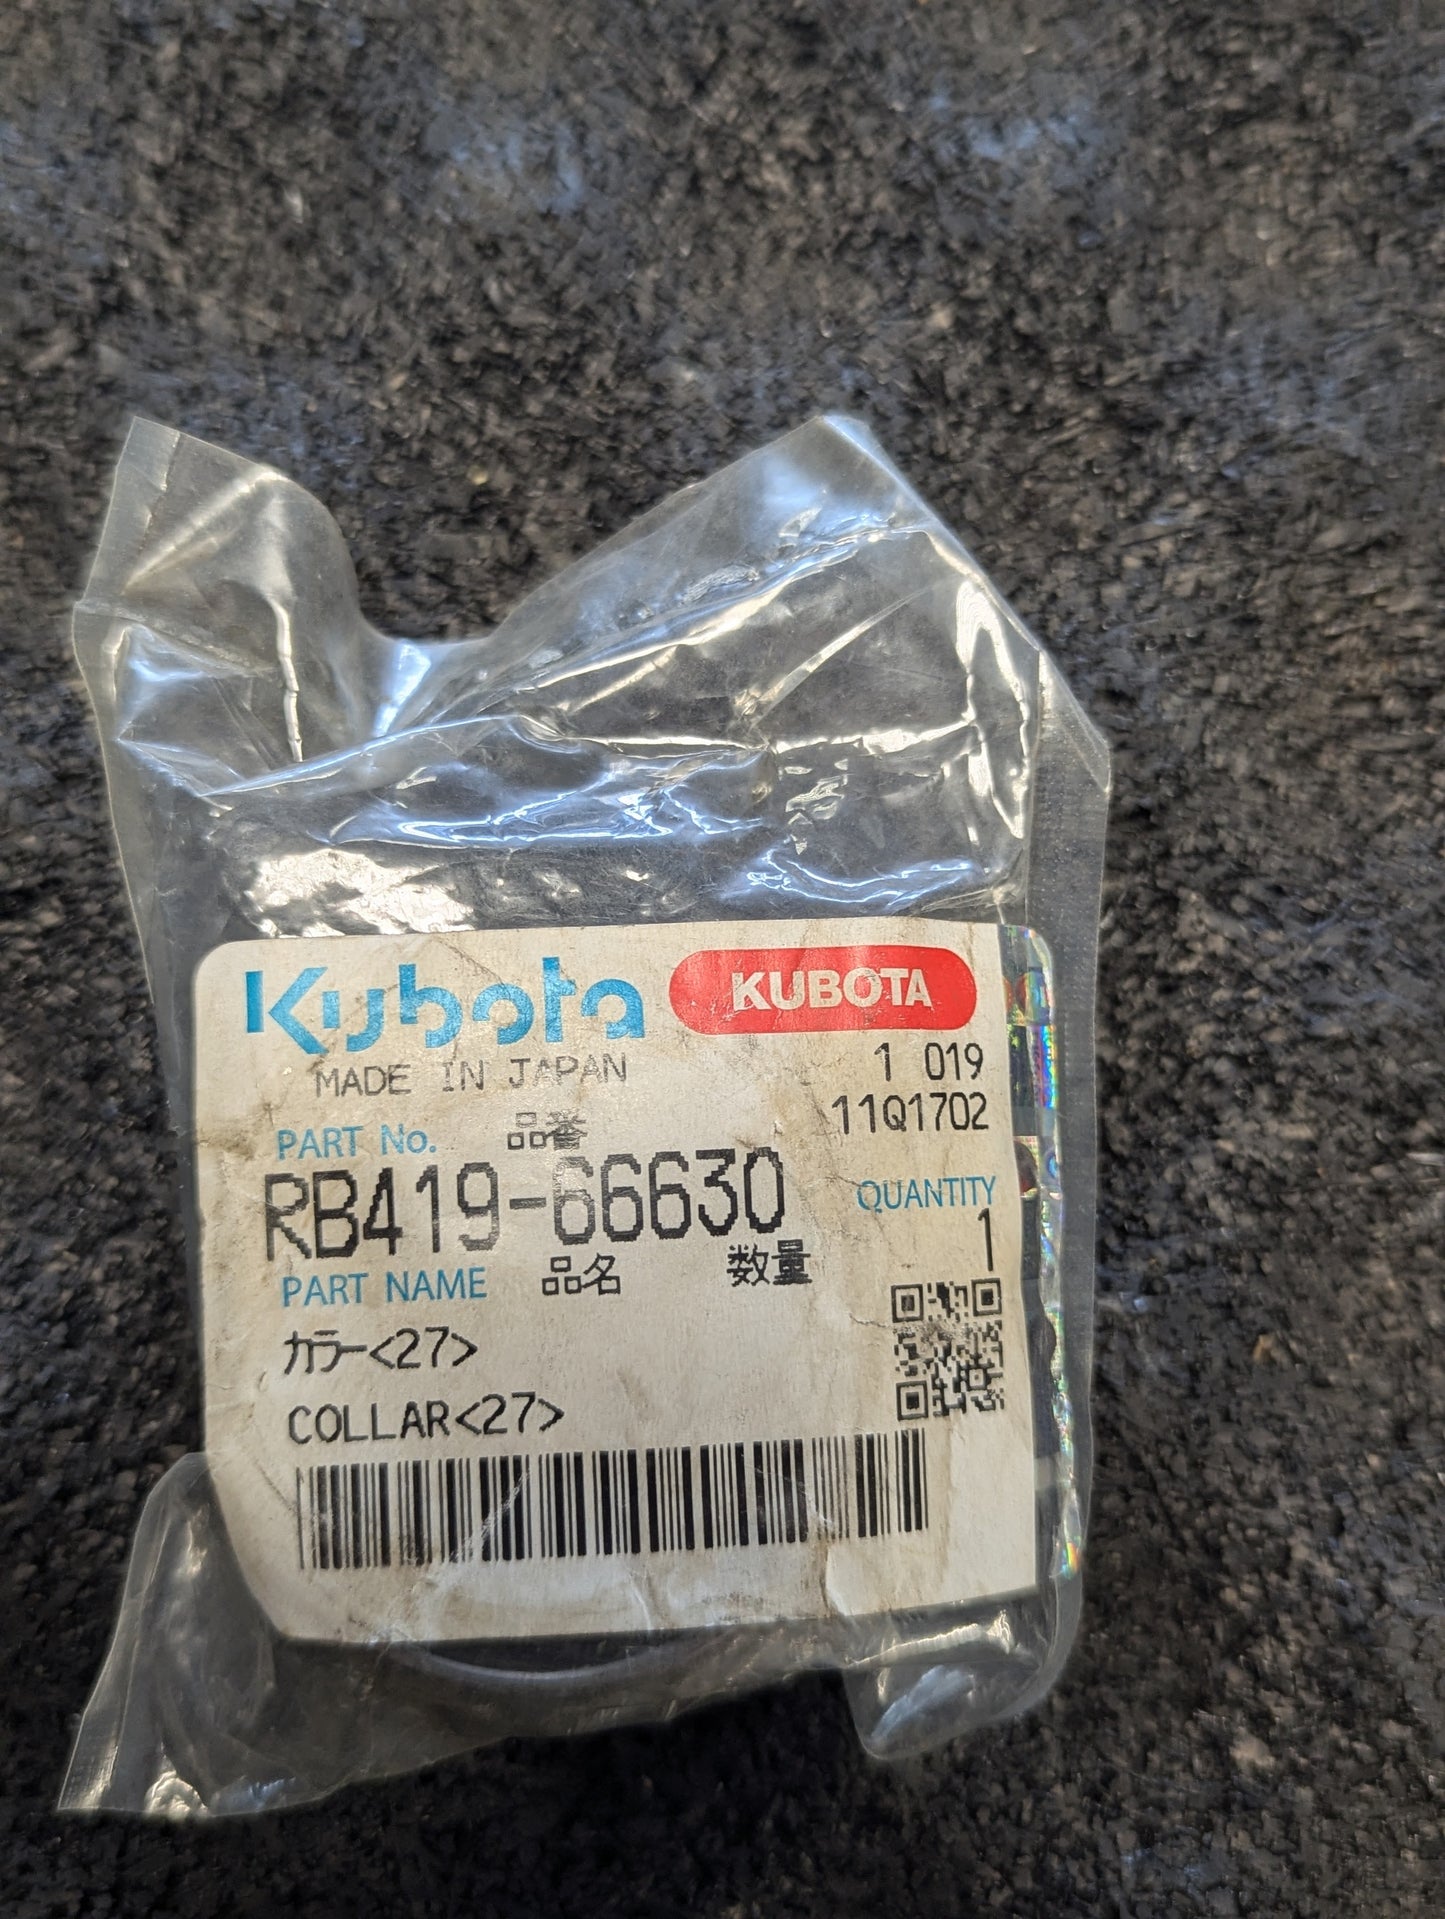 Kubota KUBOTA
MADE IN JAPAN 1 019
11Q1702
PART No. 品番
RB419-66630 QUANTITY
1
PART NAME 品名 数量
カラー<27>
COLLAR<27>